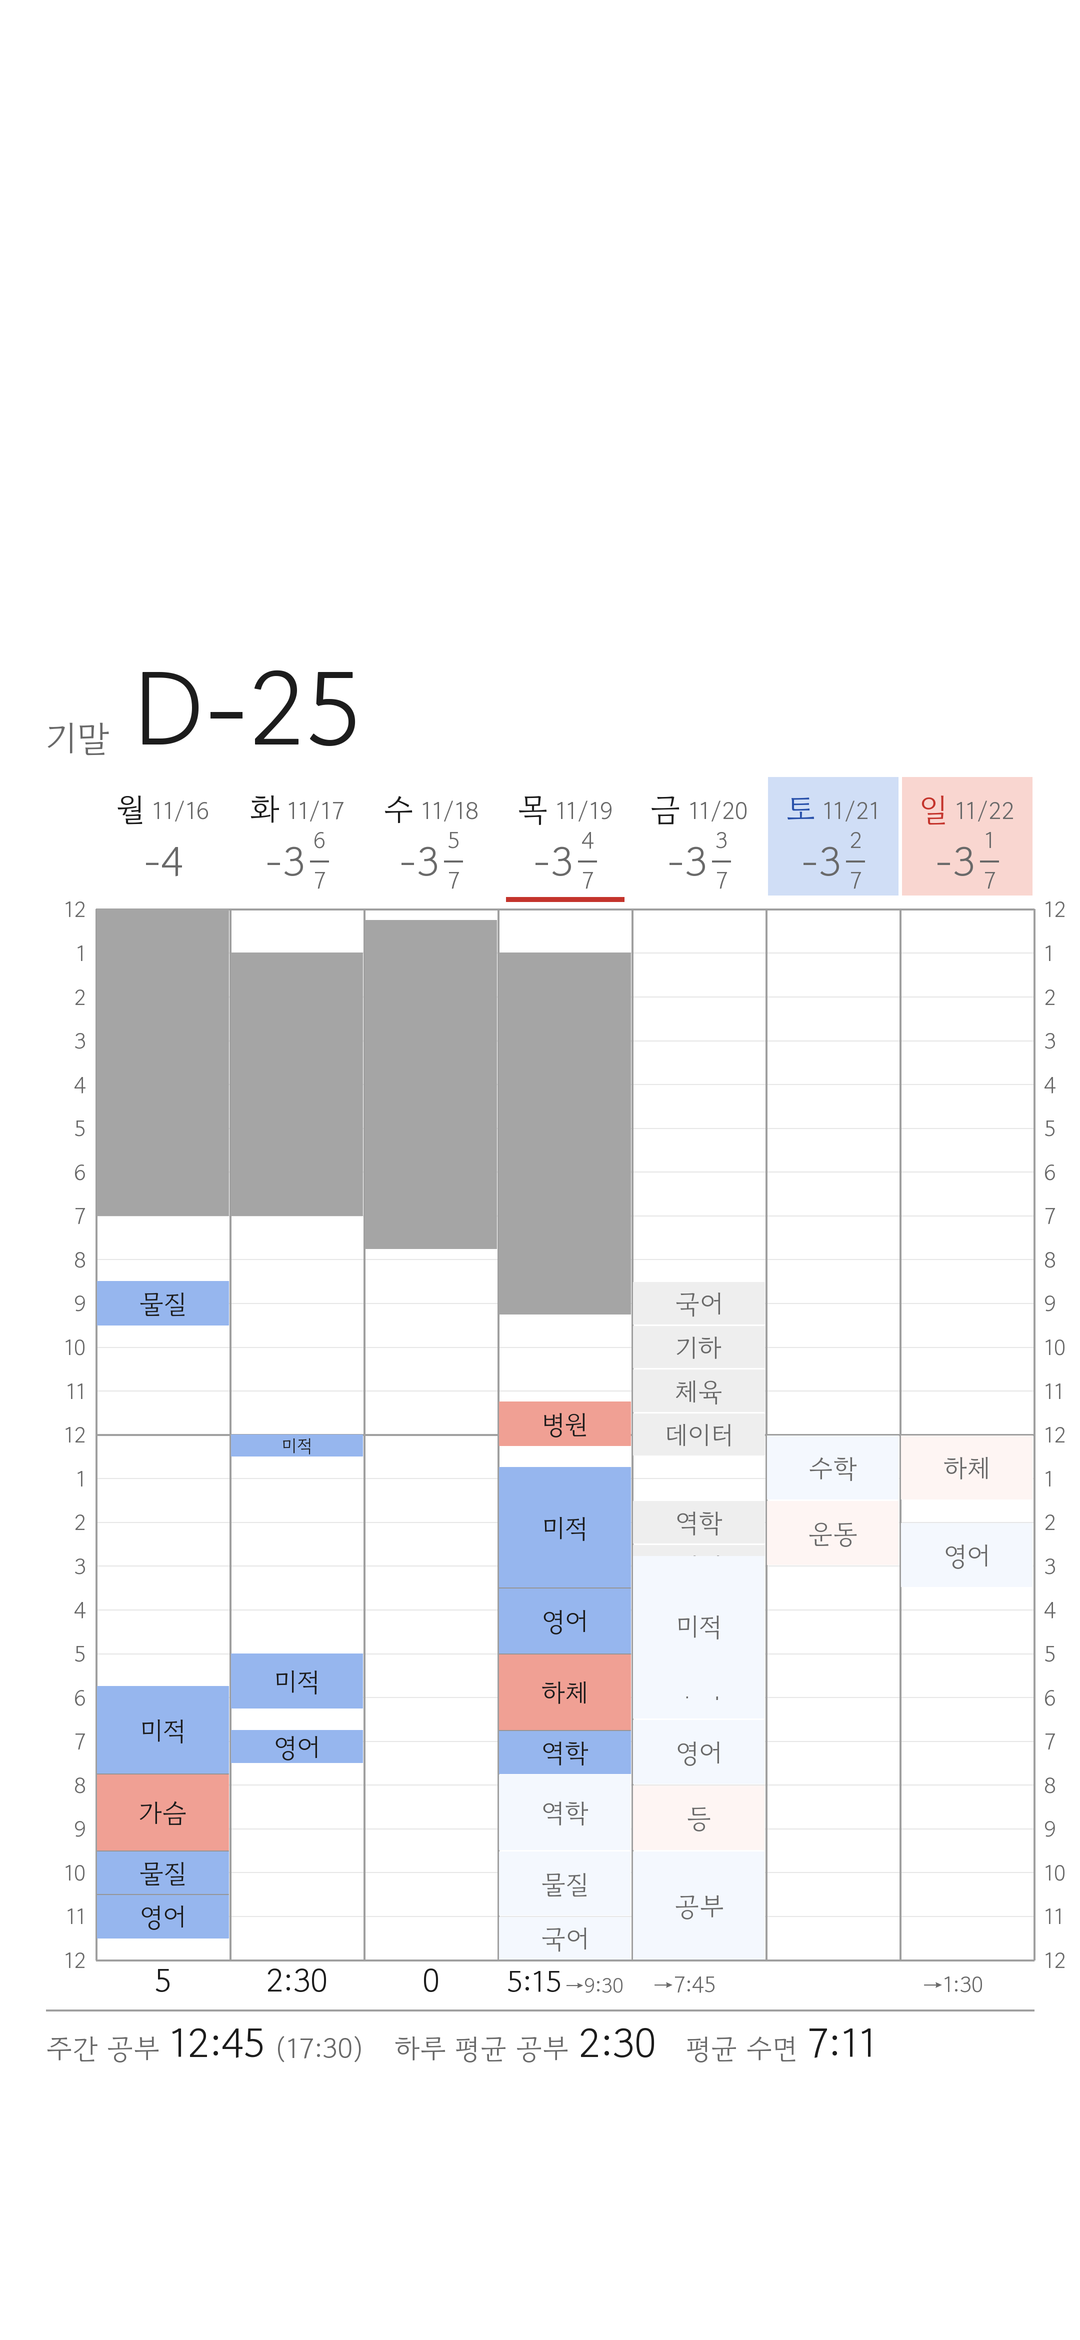 기말 D-25
월 11/16 화 11/17 수 11/18 목 11/19 금 11/20 토 11/21 일 11/22
-4 -3 6/7 -3 5/7 -3 4/7 -3 3/7 -3 2/7 -3 1/7
12 12
1 1
2 2
3 3
4 4
5 5
6 6
7 7
8 8
9 물질 국어 9
10 기하 10
11 체육 11
병원
12 데이터 12
미적
1 수학 하체 1
2 미적 역학 운동 2
3 영어 3
4 영어 미적 4
5 5
미적
6 하체 6
미적
7 영어 역학 영어 7
8 8
가슴 역학 등
9 9
10 물질 물질 10
11 영어 국어 공부 11
12 12
5 2:30 0 5:15 →9:30 →7:45 →1:30
주간 공부 12:45 (17:30) 하루 평균 공부 2:30 평균 수면 7:11